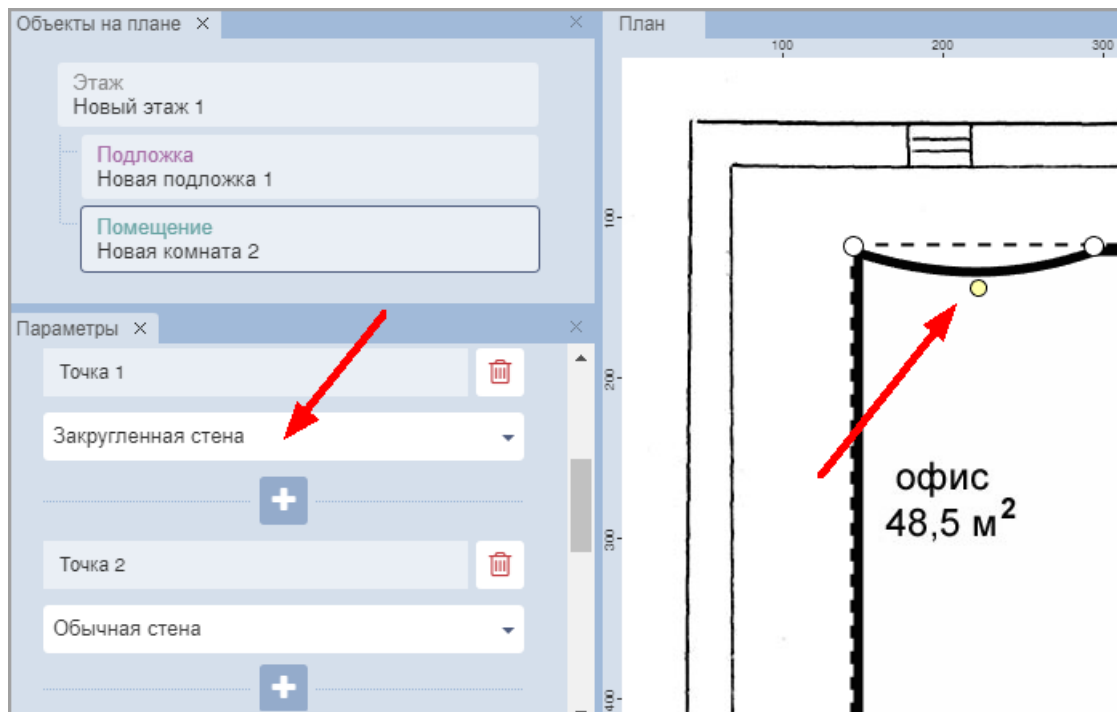 Объекты на плане
Этаж
Новый этаж 1
Подложка
Новая подложка 1
Помещение
Новая комната 2
Параметры
Точка 1
Закругленная стена
Точка 2
Обычная стена
План
100
200
300
100
200
300
400
офис
48,5 м²